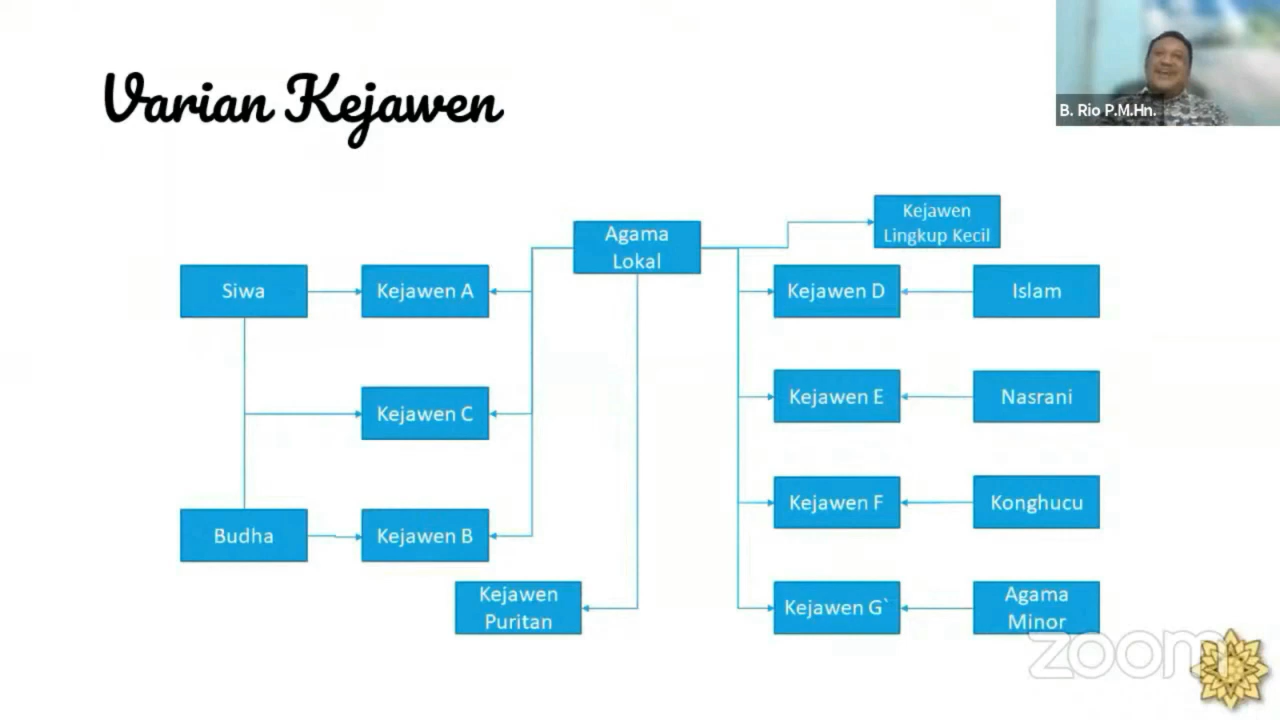 Varian Kejawen
B. Rio P.M.Hn.
Kejawen
Lingkup Kecil
Agama
Lokal
Siwa
Kejawen A
Kejawen D
Islam
Kejawen C
Kejawen E
Nasrani
Budha
Kejawen B
Kejawen F
Konghucu
Kejawen
Puritan
Kejawen G`
Agama
Minor
zoom